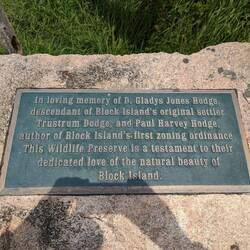 In loving memory of D. Gladys Jones Hodge,
descendant of Block Island's original settler
Trustrum Dodge, and Paul Harvey Hodge,
author of Block Island's first zoning ordinance
This Wildlife Preserve is a testament to their
dedicated love of the natural beauty of
Block Island.